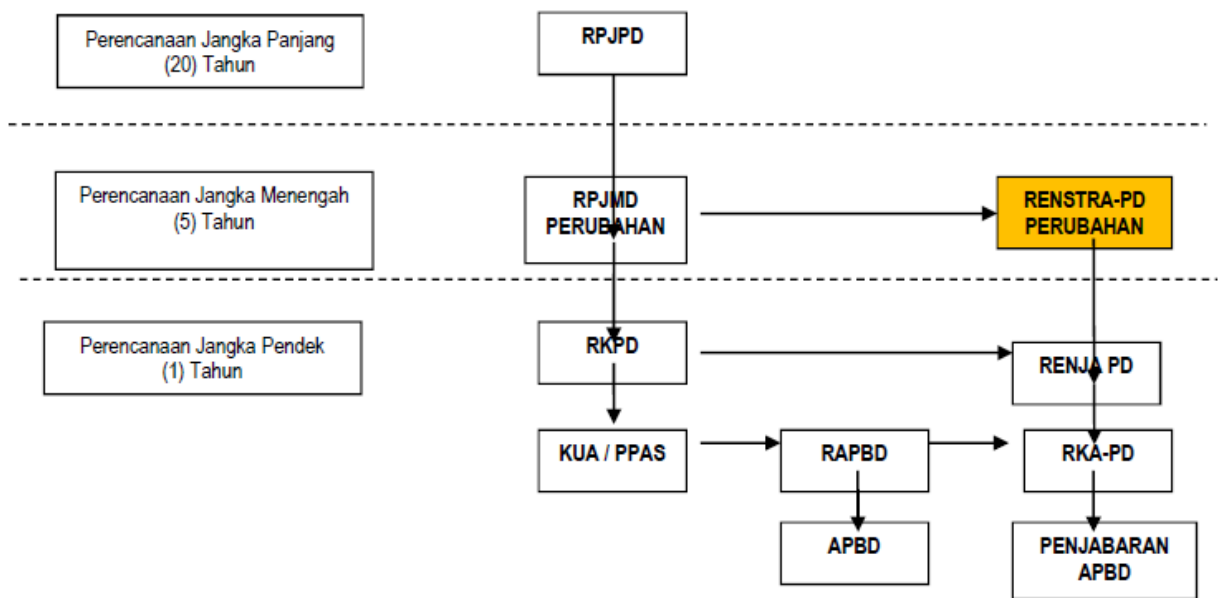 Perencanaan Jangka Panjang
(20) Tahun
RPJPD
Perencanaan Jangka Menengah
(5) Tahun
RPJMD
PERUBAHAN
RENSTRA-PD
PERUBAHAN
Perencanaan Jangka Pendek
(1) Tahun
RKPD
RENJA PD
KUA / PPAS
RAPBD
RKA-PD
APBD
PENJABARAN
APBD